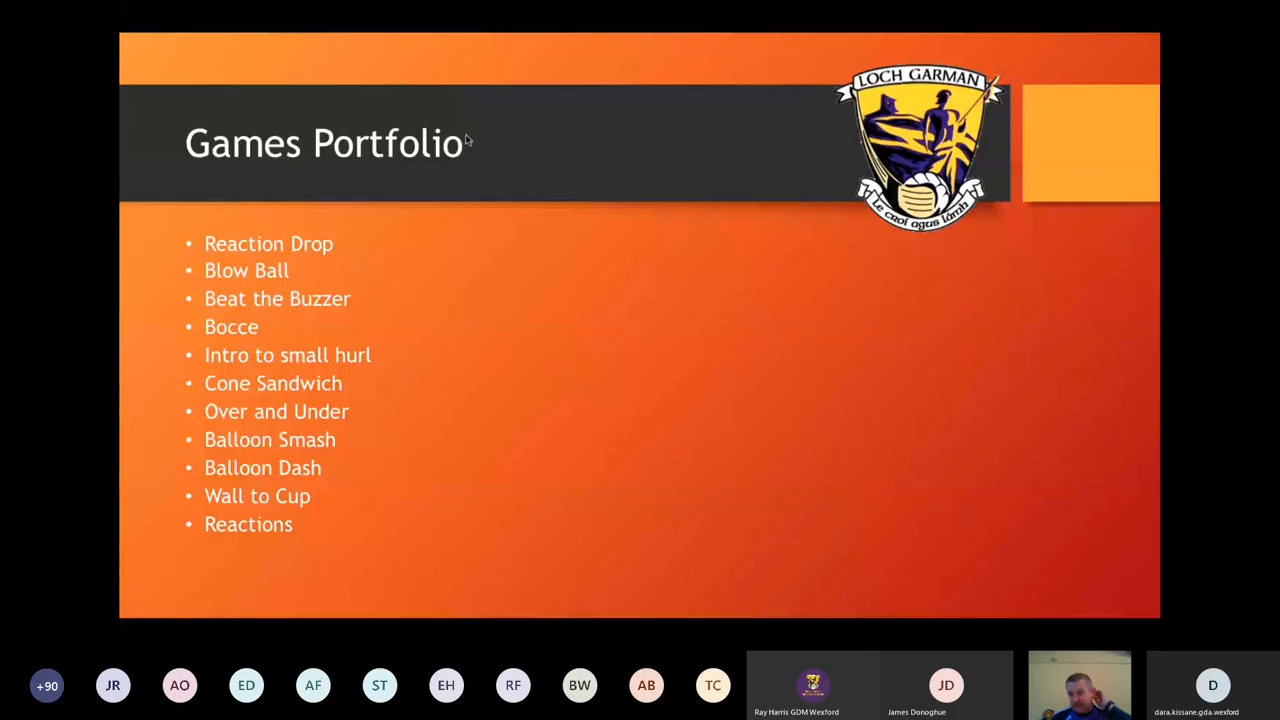 LOCH GARMAN
Games Portfolio
Le croí agus lámh
• Reaction Drop
• Blow Ball
• Beat the Buzzer
• Bocce
• Intro to small hurl
• Cone Sandwich
• Over and Under
• Balloon Smash
• Balloon Dash
• Wall to Cup
• Reactions
+90 JR AO ED AF ST EH RF BW AB TC JD D
Ray Harris GDM Wexford James Donoghue dara.kissane.gda.wexford